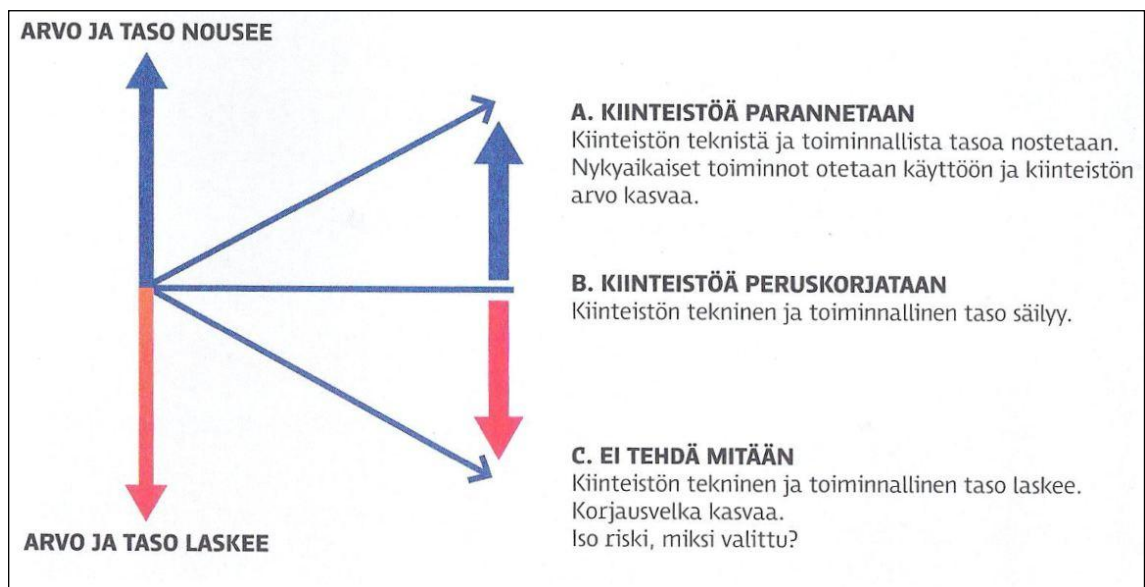 ARVO JA TASO NOUSEE
A. KIINTEISTÖÄ PARANNETAAN
Kiinteistön teknistä ja toiminnallista tasoa nostetaan.
Nykyaikaiset toiminnot otetaan käyttöön ja kiinteistön
arvo kasvaa.
B. KIINTEISTÖÄ PERUSKORJATAAN
Kiinteistön tekninen ja toiminnallinen taso säilyy.
C. EI TEHDÄ MITÄÄN
Kiinteistön tekninen ja toiminnallinen taso laskee.
Korjausvelka kasvaa.
Iso riski, miksi valittu?
ARVO JA TASO LASKEE